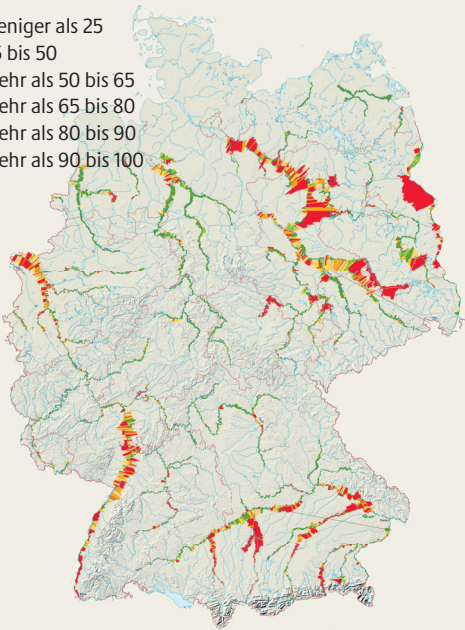 eniger als 25
5 bis 50
ehr als 50 bis 65
ehr als 65 bis 80
ehr als 80 bis 90
ehr als 90 bis 100